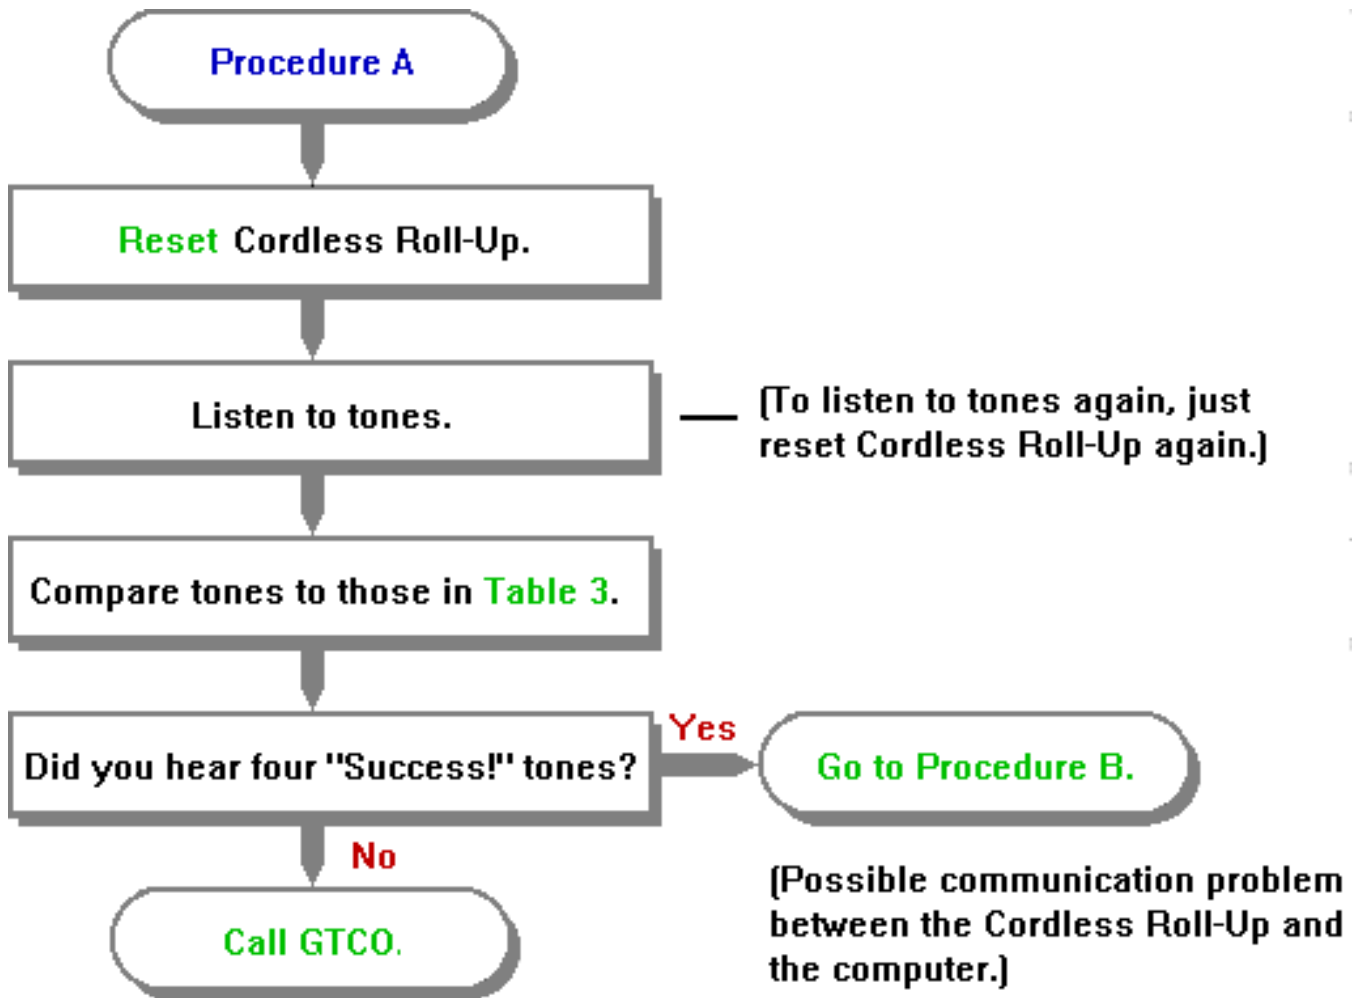 Procedure A
Reset Cordless Roll-Up.
Listen to tones.
(To listen to tones again, just
reset Cordless Roll-Up again.)
Compare tones to those in Table 3.
Did you hear four "Success!" tones?
Yes
Go to Procedure B.
No
(Possible communication problem
between the Cordless Roll-Up and
the computer.)
Call GTCO.